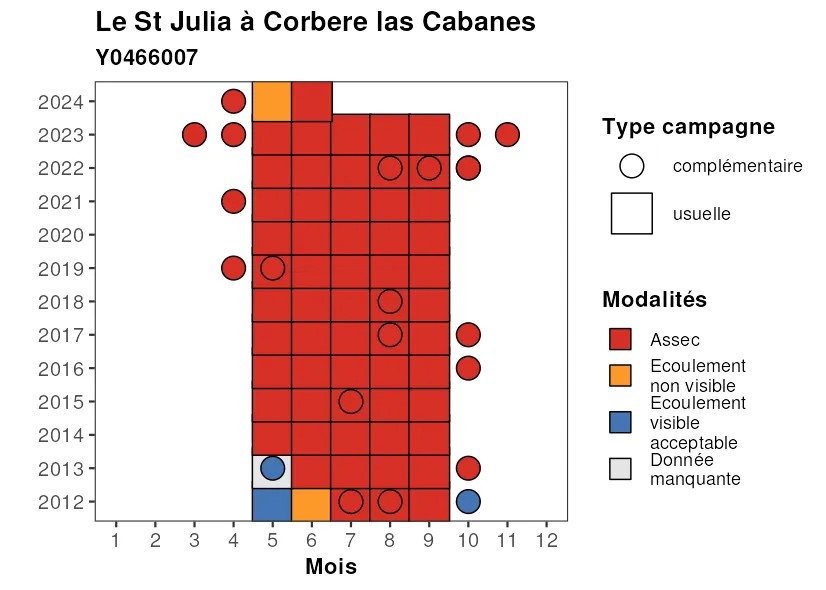 Le St Julia à Corbere las Cabanes
Y0466007
2024
2023
2022
2021
2020
2019
2018
2017
2016
2015
2014
2013
2012
1 2 3 4 5 6 7 8 9 10 11 12
Mois
Type campagne
complémentaire
usuelle
Modalités
Assec
Ecoulement
non visible
Ecoulement
visible
acceptable
Donnée
manquante